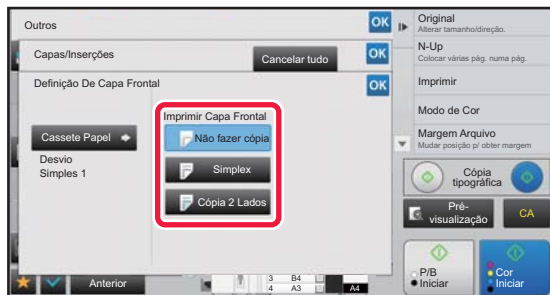 Outros
OK
Capas/Inserções
Cancelar tudo
OK
Definição De Capa Frontal
OK
Imprimir Capa Frontal
Cassete Papel
Desvio
Simples 1
Não fazer cópia
Simplex
Cópia 2 Lados
Anterior
3 B4
4 A3
A4
Original
Alterar tamanho/direção.
N-Up
Colocar várias pág. numa pág.
Imprimir
Modo de Cor
Margem Arquivo
Mudar posição p/ obter margem
Cópia
tipográfica
Pré-
visualização
CA
P/B
Iniciar
Cor
Iniciar